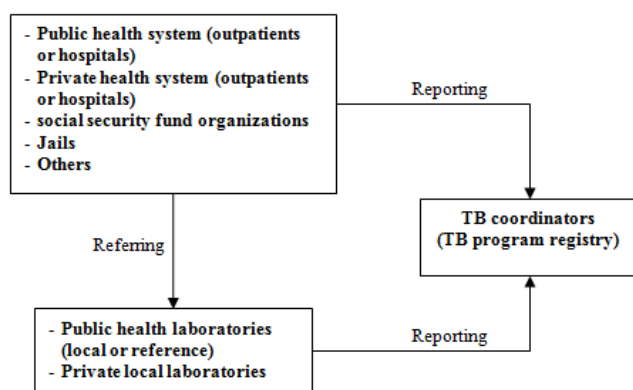 - Public health system (outpatients
or hospitals)
- Private health system (outpatients
or hospitals)
- social security fund organizations
- Jails
- Others
Reporting
TB coordinators
(TB program registry)
Referring
- Public health laboratories
(local or reference)
- Private local laboratories
Reporting